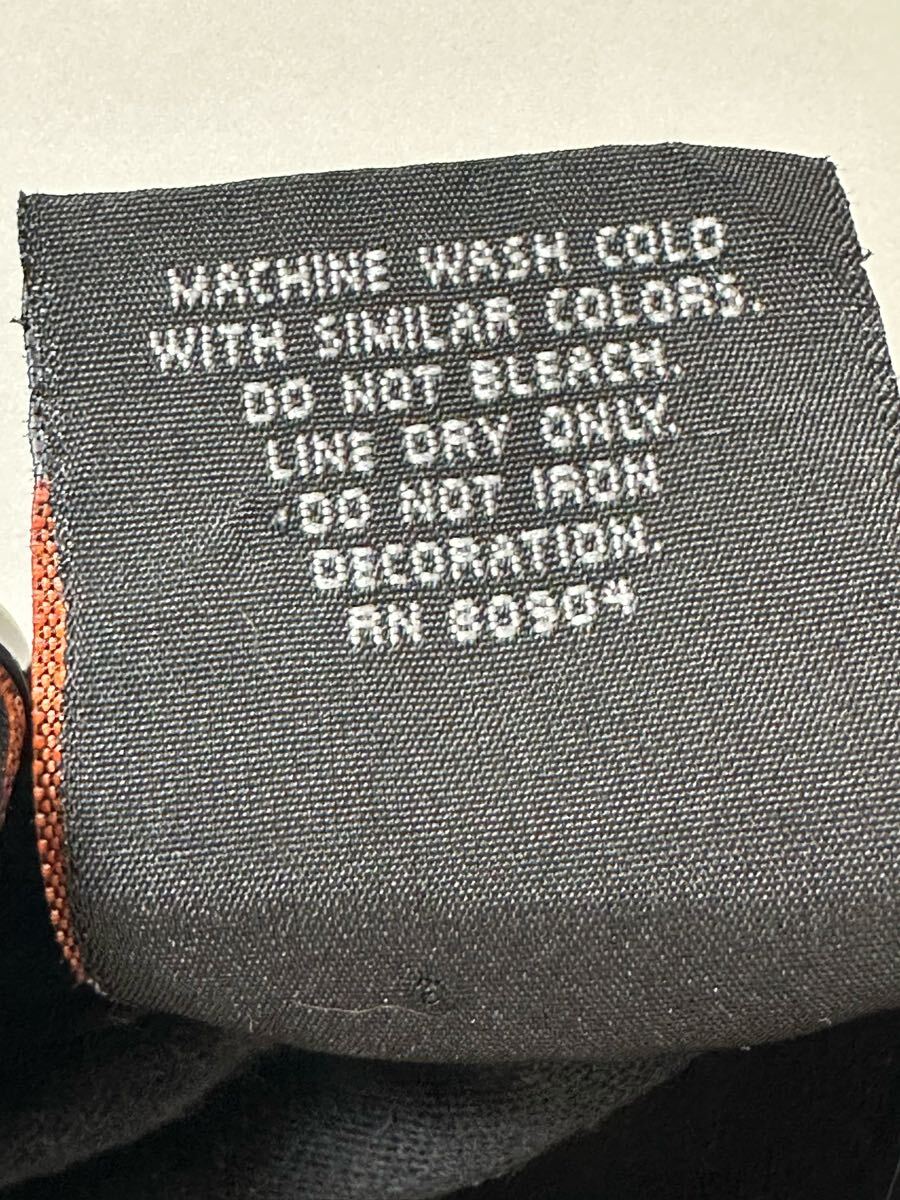 MACHINE WASH COLD
WITH SIMILAR COLORS.
DO NOT BLEACH.
LINE DRY ONLY.
DO NOT IRON
DECORATION.
RN 80904